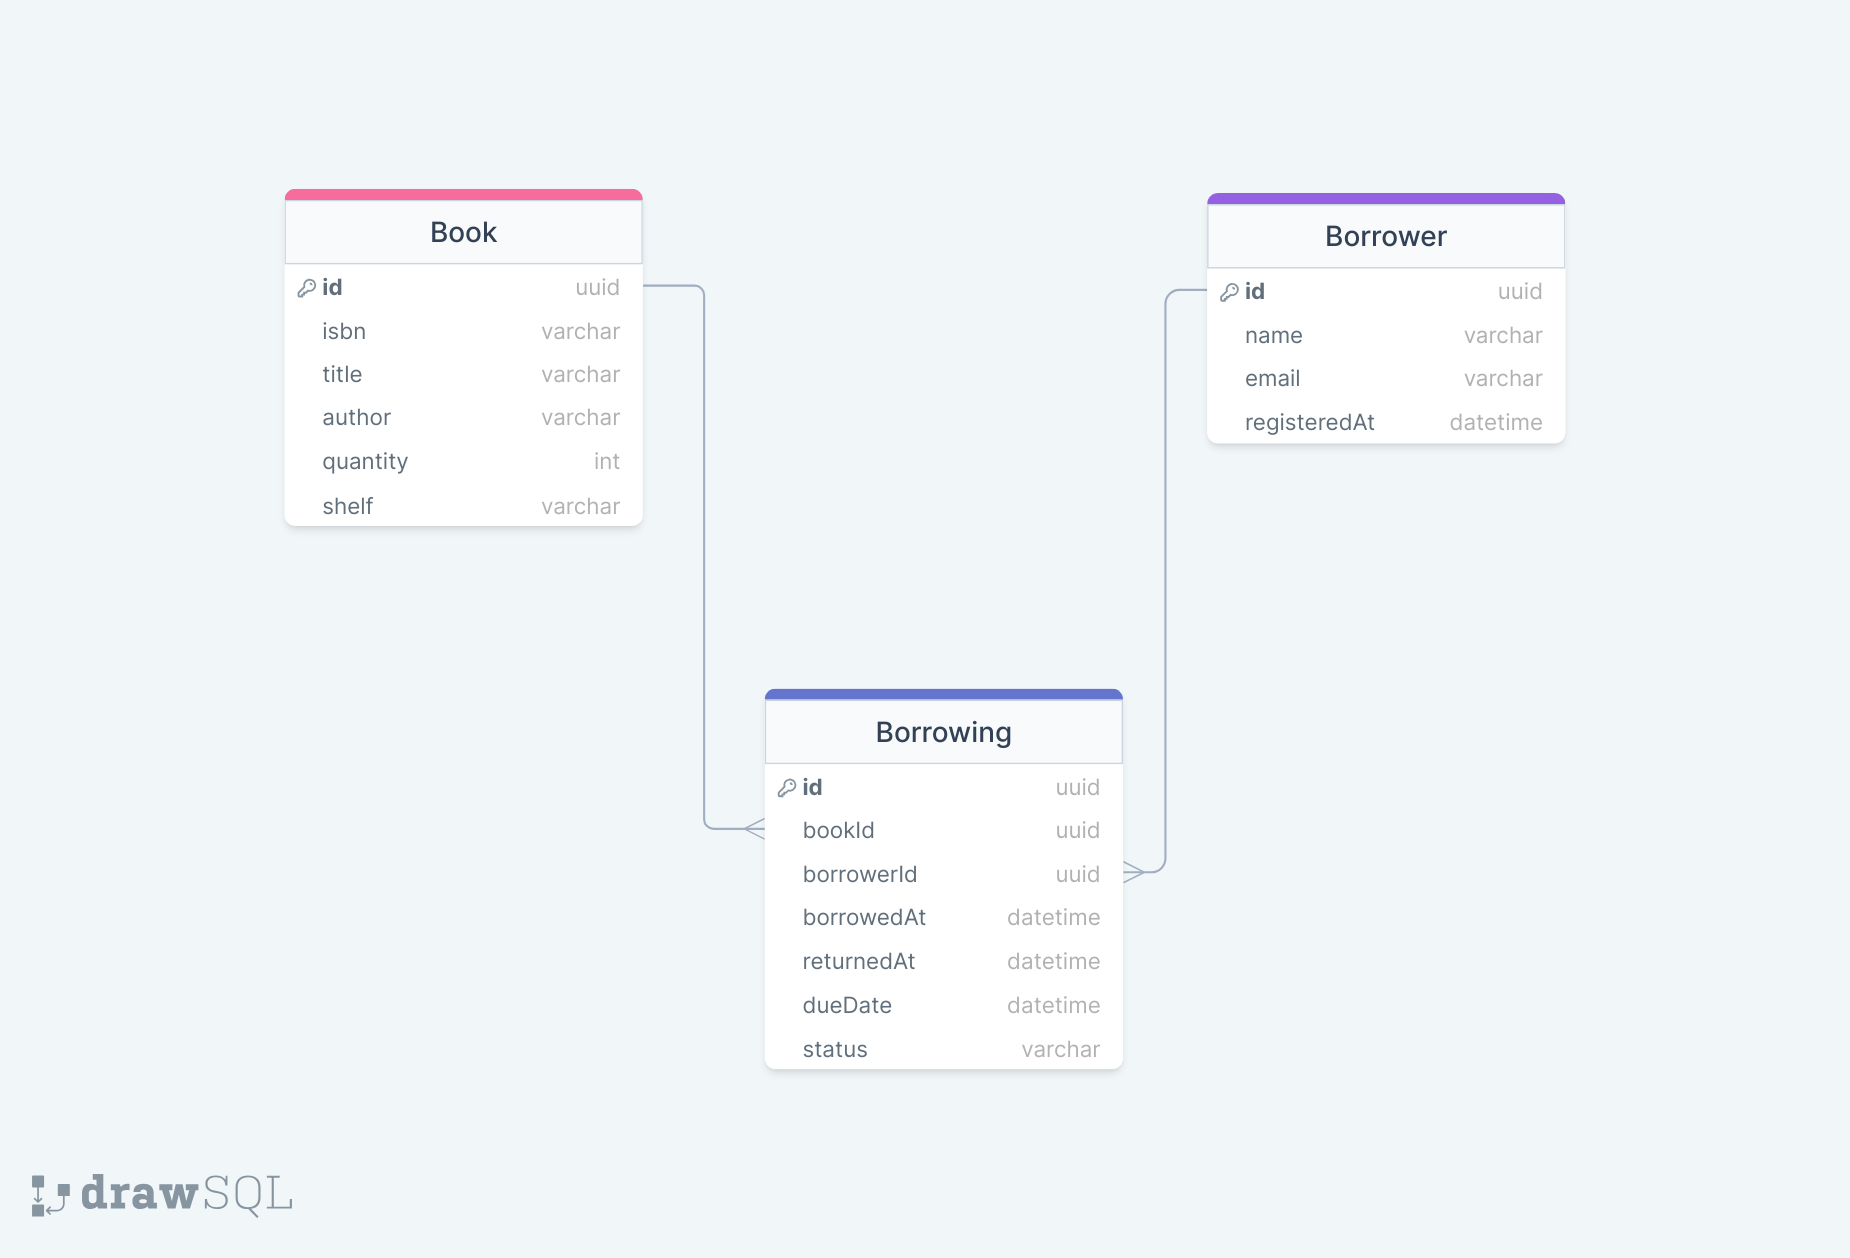 Book
id uuid
isbn varchar
title varchar
author varchar
quantity int
shelf varchar
Borrower
id uuid
name varchar
email varchar
registeredAt datetime
Borrowing
id uuid
bookId uuid
borrowerId uuid
borrowedAt datetime
returnedAt datetime
dueDate datetime
status varchar
drawSQL